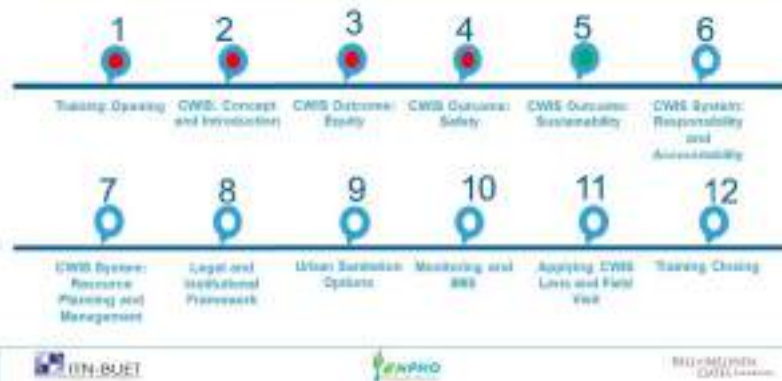 1 2 3 4 5 6
Training Opening
CWIS: Concept
and Introduction
CWIS Outcome:
Equity
CWIS Outcome:
Safety
CWIS Outcome:
Sustainability
CWIS System:
Responsibility
and
Accountability
7 8 9 10 11 12
CWIS System:
Resource
Planning and
Management
Legal and
Institutional
Framework
Urban Sanitation
Options
Monitoring and
Applying CWIS
Lens and Field
Visit
Training Closing
ITN-BUET
ENPRO